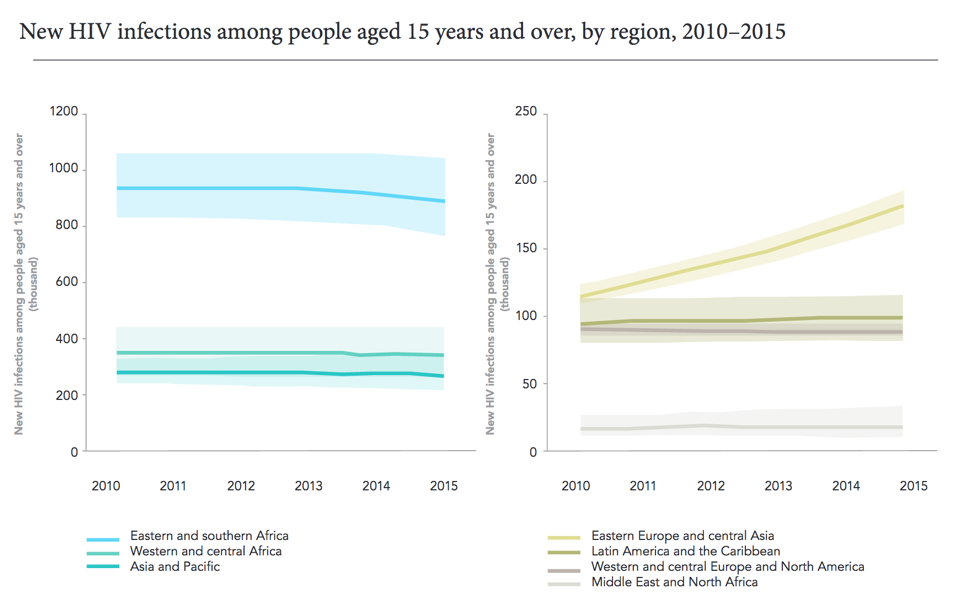 New HIV infections among people aged 15 years and over, by region, 2010–2015
New HIV infections among people aged 15 years and over
(thousand)
1200
1000
800
600
400
200
0
2010 2011 2012 2013 2014 2015
Eastern and southern Africa
Western and central Africa
Asia and Pacific
New HIV infections among people aged 15 years and over
(thousand)
250
200
150
100
50
0
2010 2011 2012 2013 2014 2015
Eastern Europe and central Asia
Latin America and the Caribbean
Western and central Europe and North America
Middle East and North Africa